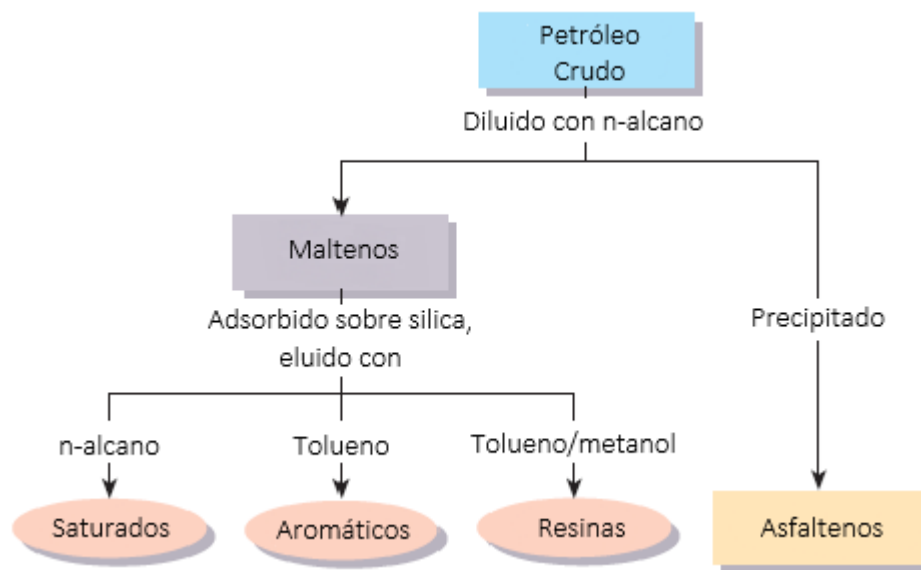 Petróleo
Crudo
Diluido con n-alcano
Maltenos
Adsorbido sobre silica,
eluido con
Precipitado
n-alcano
Tolueno
Tolueno/metanol
Saturados
Aromáticos
Resinas
Asfaltenos